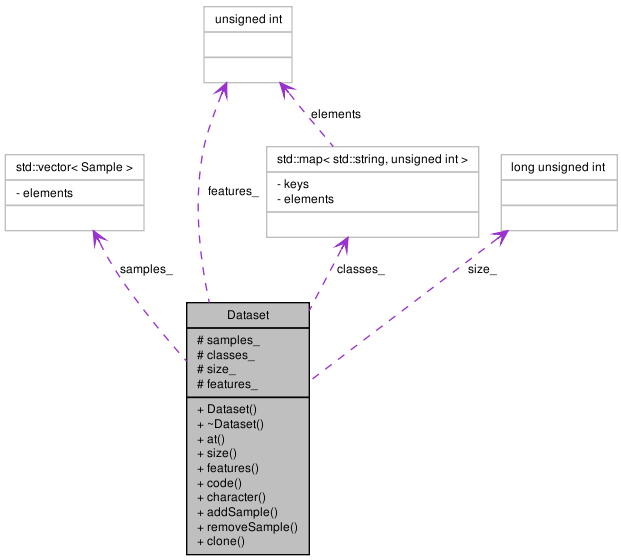 unsigned int
elements
std::vector< Sample >
- elements
features_
std::map< std::string, unsigned int >
- keys
- elements
long unsigned int
samples_
classes_
size_
Dataset
# samples_
# classes_
# size_
# features_
+ Dataset()
+ ~Dataset()
+ at()
+ size()
+ features()
+ code()
+ character()
+ addSample()
+ removeSample()
+ clone()